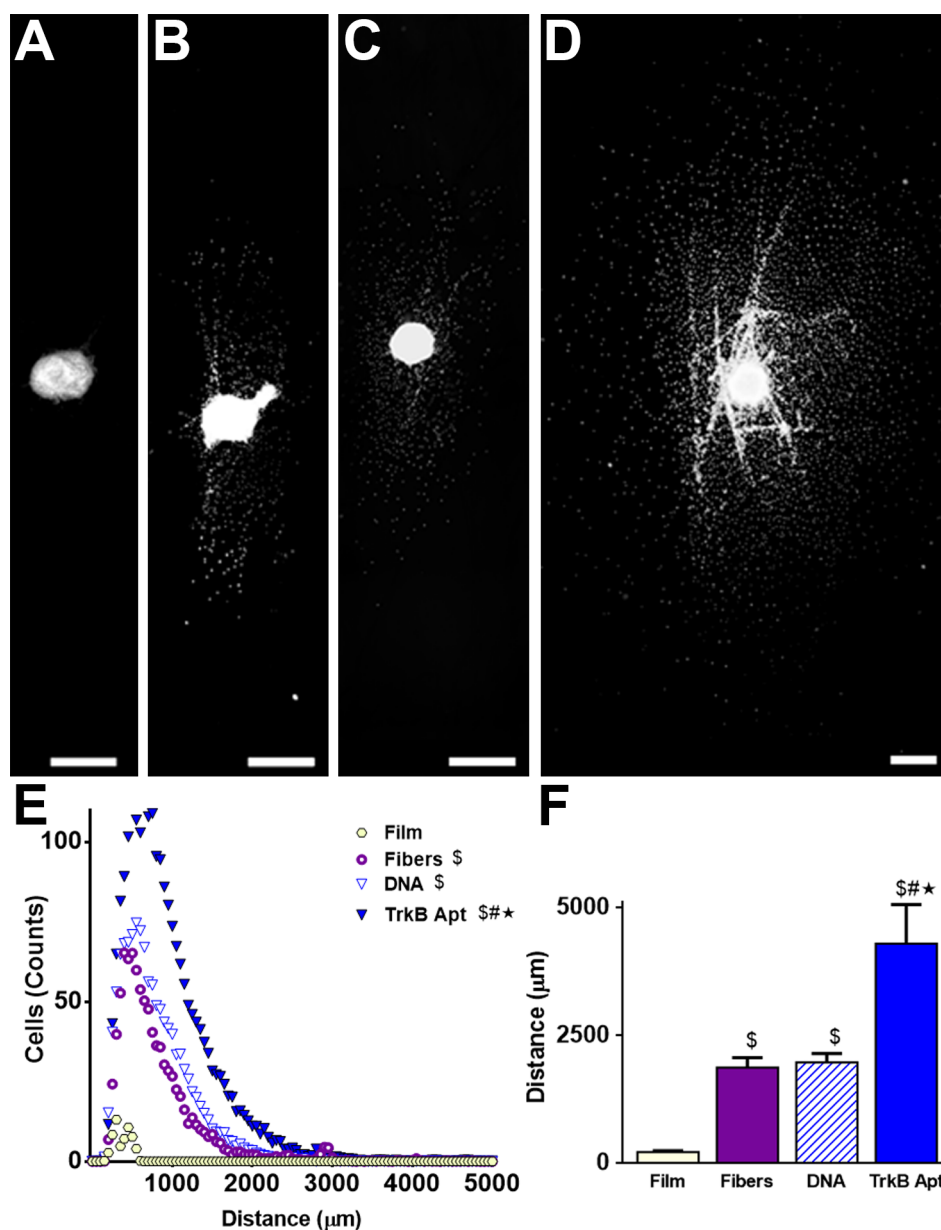 A
B
C
D
E
100
50
0
Cells (Counts)
Film
Fibers $
DNA $
TrkB Apt $#★
1000 2000 3000 4000 5000
Distance (µm)
F
$#★
5000
$ $
2500
0
Distance (µm)
Film Fibers DNA TrkB Apt